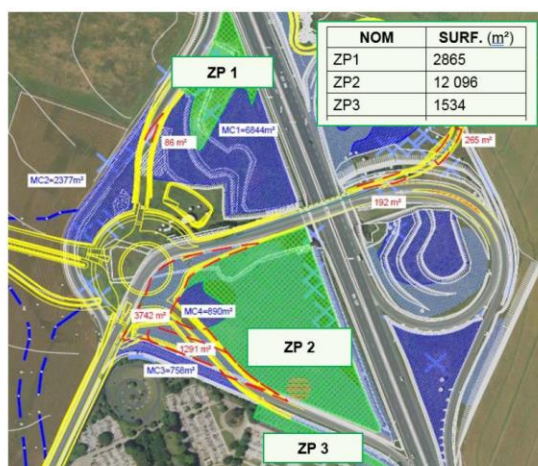 ZP 1
NOM SURF. (m²)
ZP1 2865
ZP2 12 096
ZP3 1534
86 m²
MC1=6844m²
265 m²
MC2=2377m²
192 m²
3742 m²
MC4=890m²
1291 m²
ZP 2
MC3=758m²
ZP 3